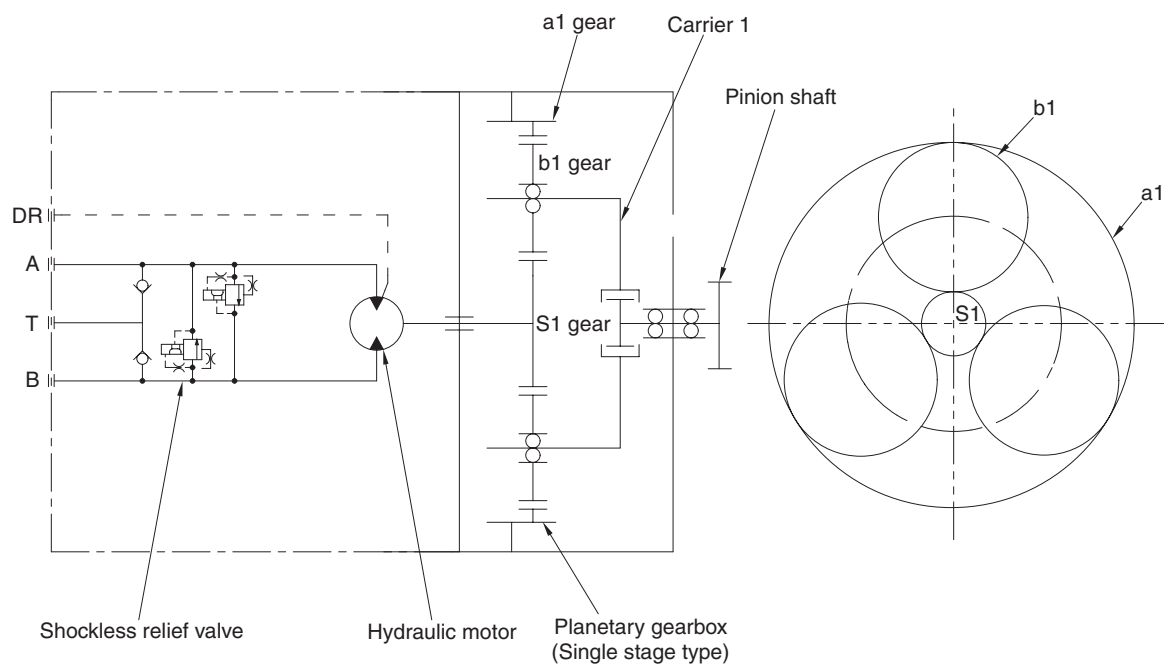 a1 gear
Carrier 1
Pinion shaft
b1
b1 gear
a1
DR
A
T
S1 gear
S1
B
Shockless relief valve
Hydraulic motor
Planetary gearbox
(Single stage type)